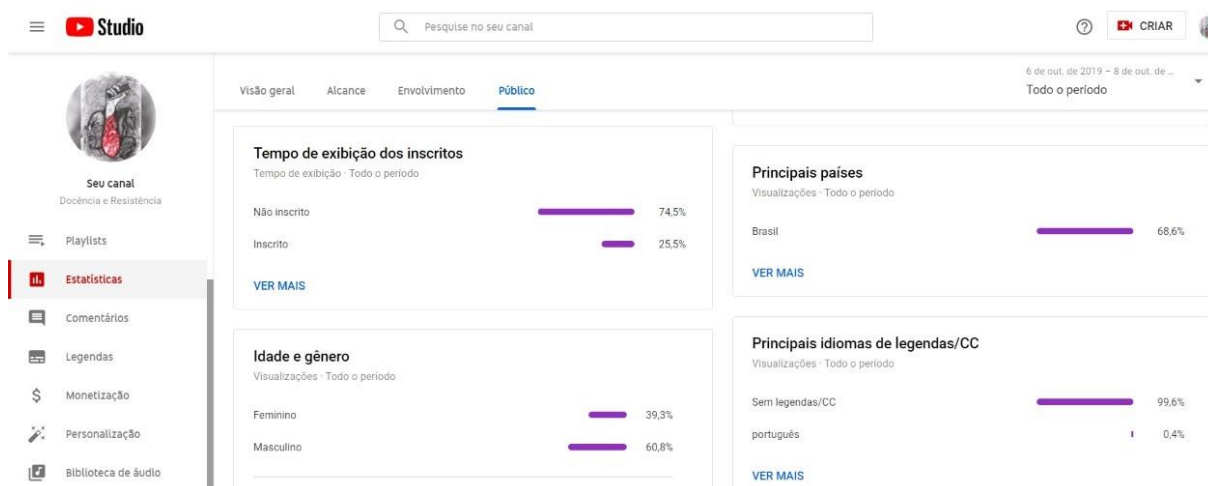 Studio
Pesquise no seu canal
CRIAR
Seu canal
Docência e Resistência
Playlists
Estatísticas
Comentários
Legendas
Monetização
Personalização
Biblioteca de áudio
Visão geral Alcance Envolvimento Público
6 de out. de 2019 – 8 de out. de ...
Todo o período
Tempo de exibição dos inscritos
Tempo de exibição · Todo o período
Não inscrito 74,5%
Inscrito 25,5%
VER MAIS
Idade e gênero
Visualizações · Todo o período
Feminino 39,3%
Masculino 60,8%
Principais países
Visualizações · Todo o período
Brasil 68,6%
VER MAIS
Principais idiomas de legendas/CC
Visualizações · Todo o período
Sem legendas/CC 99,6%
português 0,4%
VER MAIS